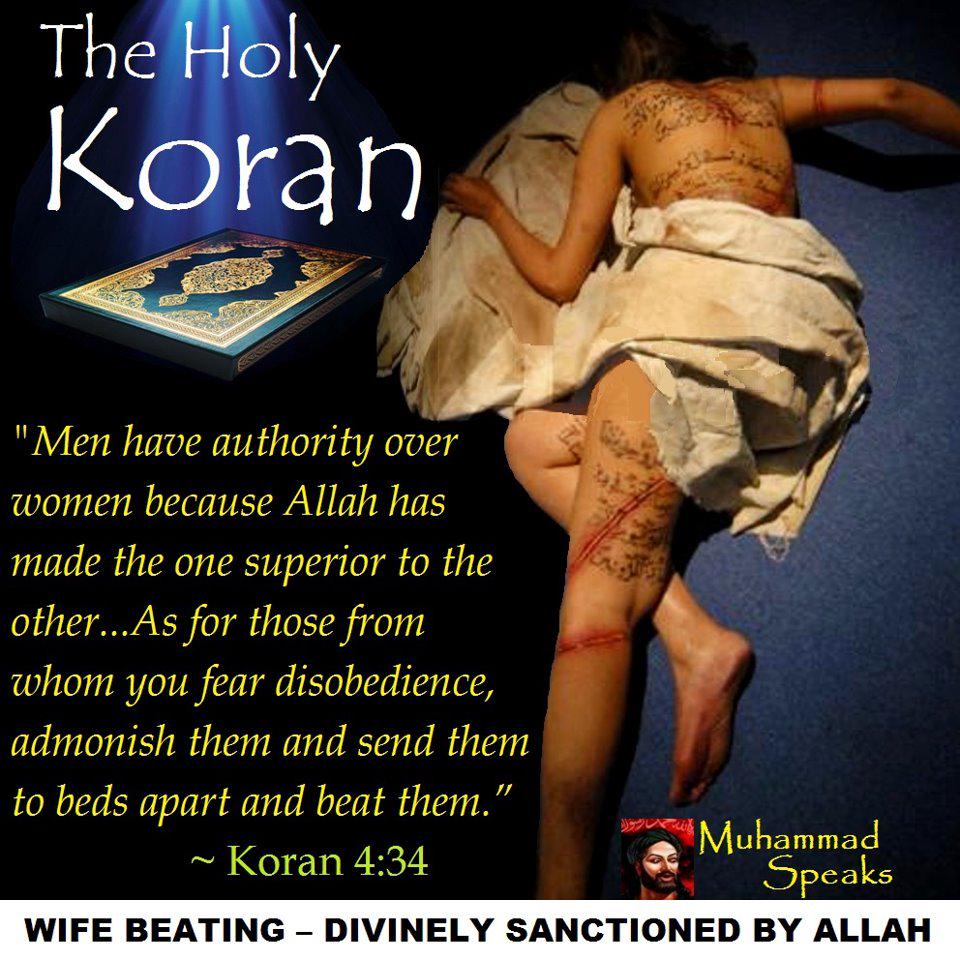 The Holy
Koran
"Men have authority over
women because Allah has
made the one superior to the
other...As for those from
whom you fear disobedience,
admonish them and send them
to beds apart and beat them.”
~ Koran 4:34
Muhammad
Speaks
WIFE BEATING – DIVINELY SANCTIONED BY ALLAH